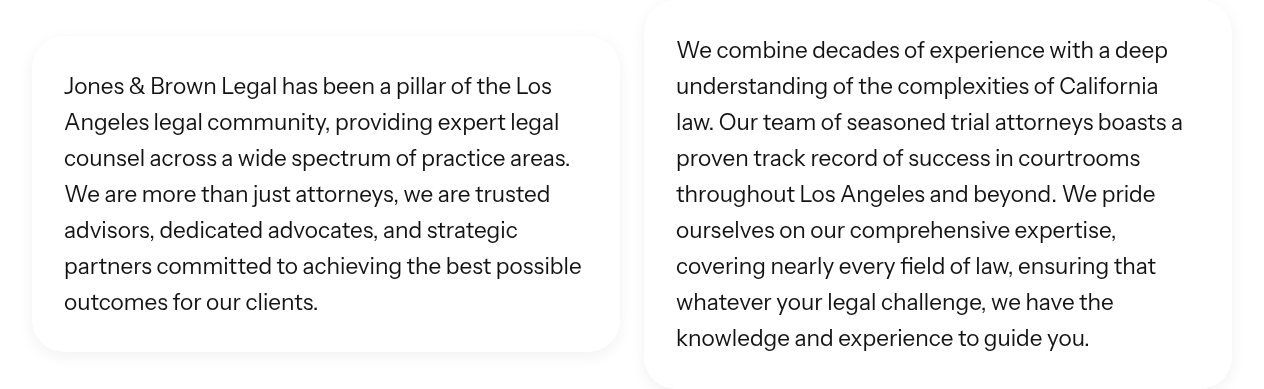 Jones & Brown Legal has been a pillar of the Los
Angeles legal community, providing expert legal
counsel across a wide spectrum of practice areas.
We are more than just attorneys, we are trusted
advisors, dedicated advocates, and strategic
partners committed to achieving the best possible
outcomes for our clients.
We combine decades of experience with a deep
understanding of the complexities of California
law. Our team of seasoned trial attorneys boasts a
proven track record of success in courtrooms
throughout Los Angeles and beyond. We pride
ourselves on our comprehensive expertise,
covering nearly every field of law, ensuring that
whatever your legal challenge, we have the
knowledge and experience to guide you.